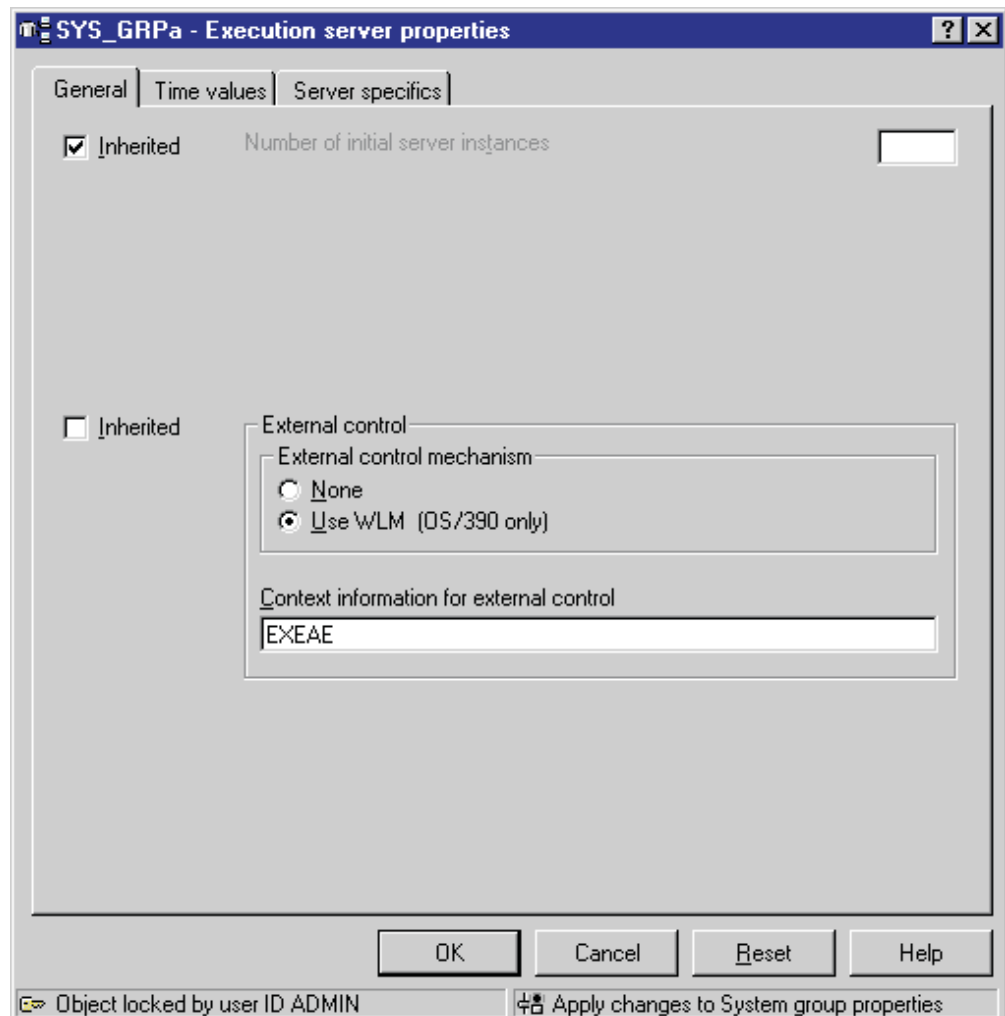 SYS_GRPa - Execution server properties
General Time values Server specifics
Inherited Number of initial server instances
Inherited External control
External control mechanism
None
Use WLM (OS/390 only)
Context information for external control
EXEAE
OK Cancel Reset Help
Object locked by user ID ADMIN Apply changes to System group properties